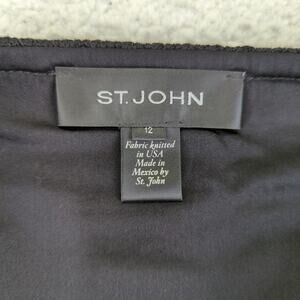 ST. JOHN
12
Fabric knitted
in USA
Made in
Mexico by
St. John